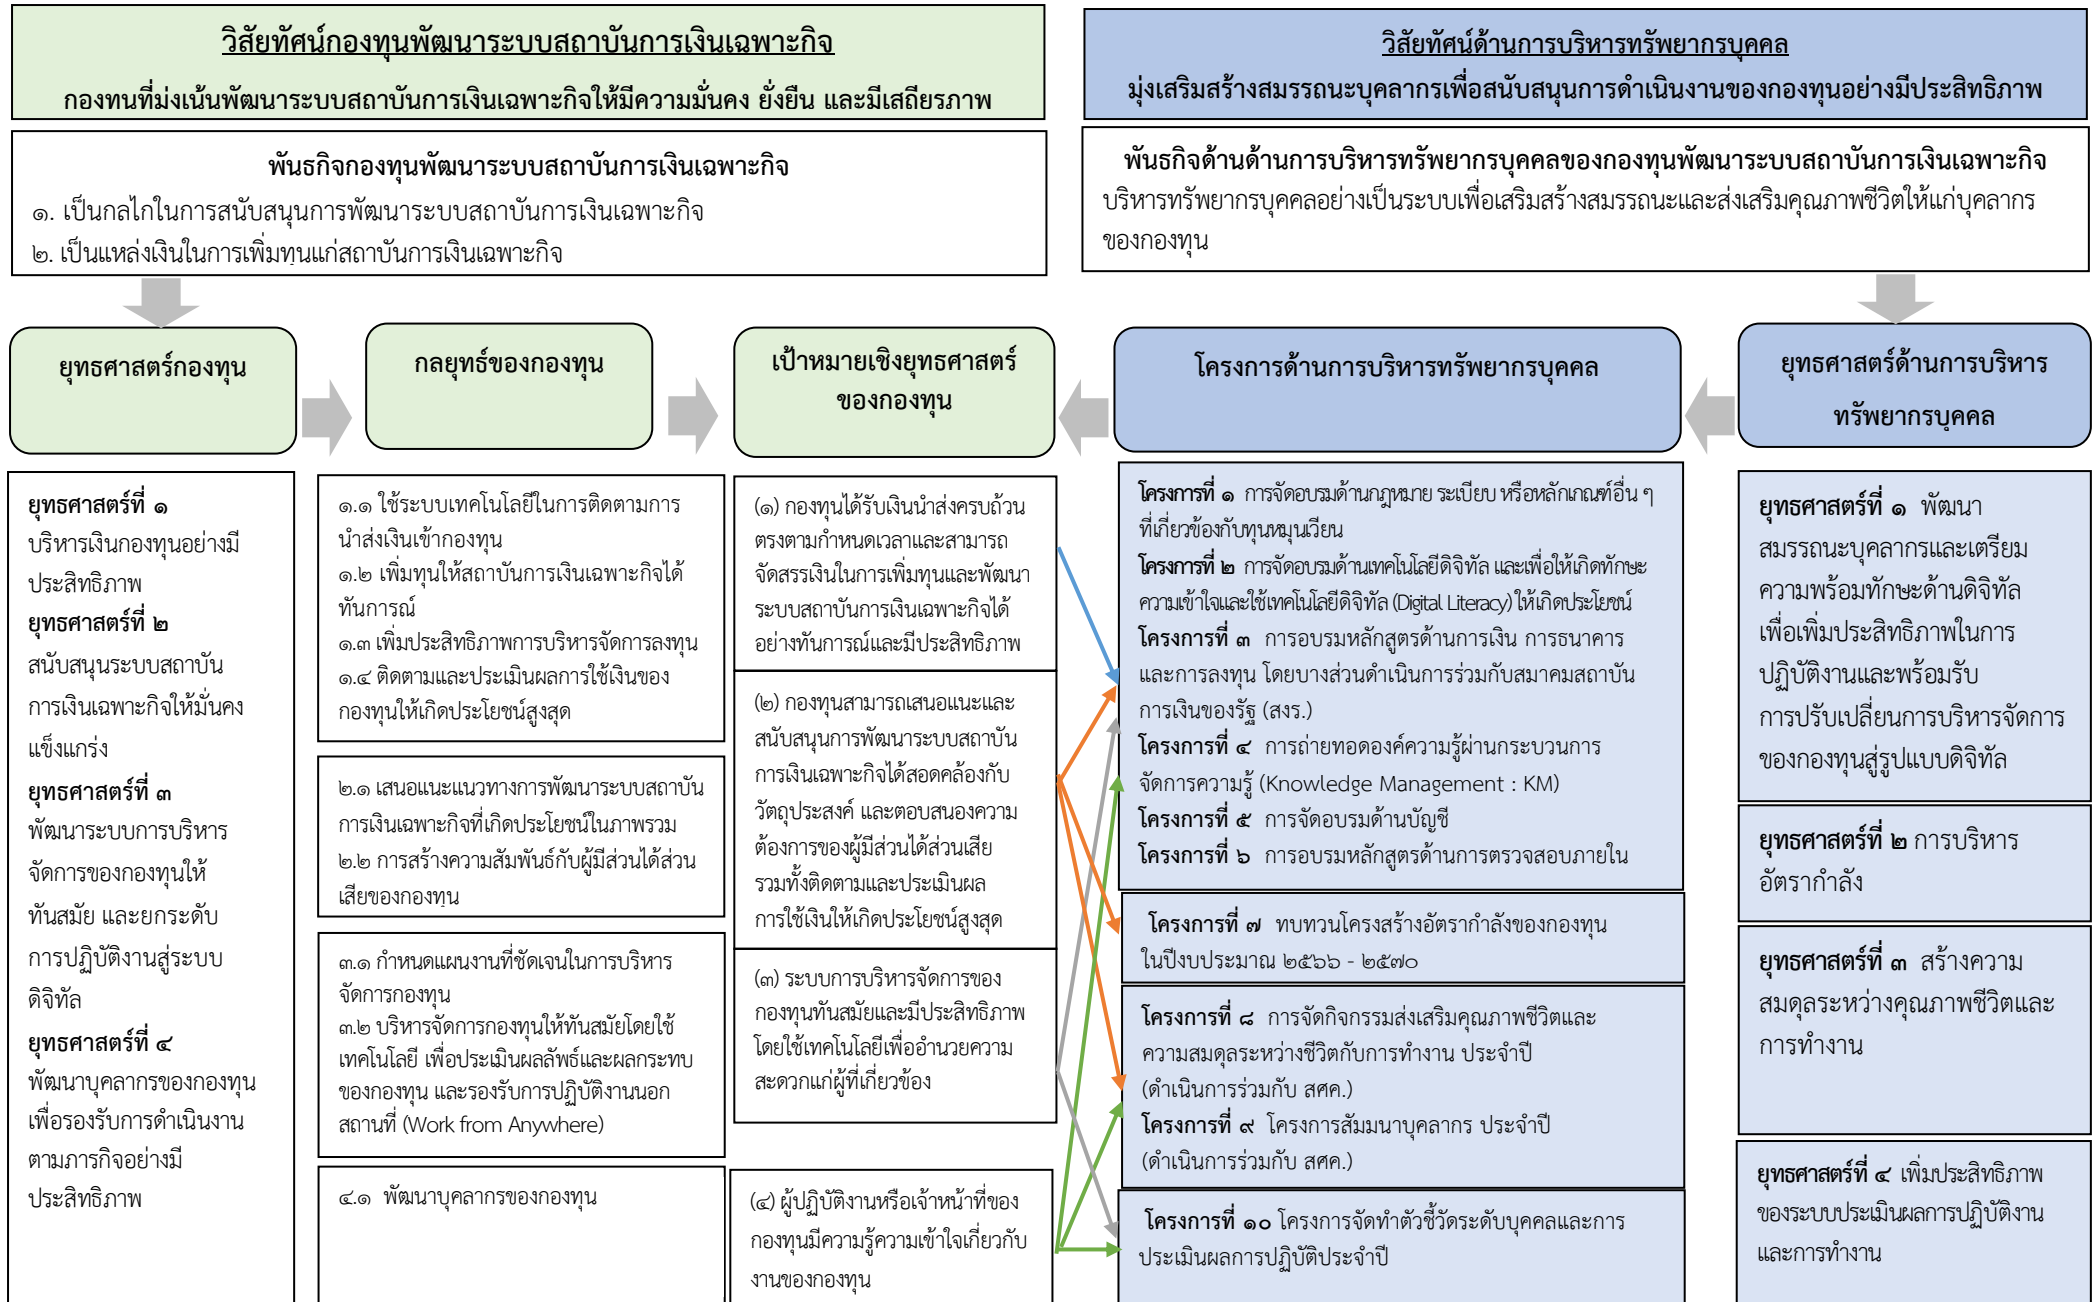 วิสัยทัศน์กองทุนพัฒนาระบบสถาบันการเงินเฉพาะกิจ
กองทุนที่มุ่งเน้นพัฒนาระบบสถาบันการเงินเฉพาะกิจให้มีความมั่นคง ยั่งยืน และมีเสถียรภาพ
วิสัยทัศน์ด้านการบริหารทรัพยากรบุคคล
มุ่งเสริมสร้างสมรรถนะบุคลากรเพื่อสนับสนุนการดำเนินงานของกองทุนอย่างมีประสิทธิภาพ
พันธกิจกองทุนพัฒนาระบบสถาบันการเงินเฉพาะกิจ
๑. เป็นกลไกในการสนับสนุนการพัฒนาระบบสถาบันการเงินเฉพาะกิจ
๒. เป็นแหล่งเงินในการเพิ่มทุนแก่สถาบันการเงินเฉพาะกิจ
พันธกิจด้านด้านการบริหารทรัพยากรบุคคลของกองทุนพัฒนาระบบสถาบันการเงินเฉพาะกิจ
บริหารทรัพยากรบุคคลอย่างเป็นระบบเพื่อเสริมสร้างสมรรถนะและส่งเสริมคุณภาพชีวิตให้แก่บุคลากร
ของกองทุน
ยุทธศาสตร์กองทุน
กลยุทธ์ของกองทุน
เป้าหมายเชิงยุทธศาสตร์
ของกองทุน
โครงการด้านการบริหารทรัพยากรบุคคล
ยุทธศาสตร์ด้านการบริหาร
ทรัพยากรบุคคล
ยุทธศาสตร์ที่ ๑
บริหารเงินกองทุนอย่างมี
ประสิทธิภาพ
ยุทธศาสตร์ที่ ๒
สนับสนุนระบบสถาบัน
การเงินเฉพาะกิจให้มั่นคง
แข็งแกร่ง
ยุทธศาสตร์ที่ ๓
พัฒนาระบบการบริหาร
จัดการของกองทุนให้
ทันสมัย และยกระดับ
การปฏิบัติงานสู่ระบบ
ดิจิทัล
ยุทธศาสตร์ที่ ๔
พัฒนาบุคลากรของกองทุน
เพื่อรองรับการดำเนินงาน
ตามภารกิจอย่างมี
ประสิทธิภาพ
๑.๑ ใช้ระบบเทคโนโลยีในการติดตามการ
นำส่งเงินเข้ากองทุน
๑.๒ เพิ่มทุนให้สถาบันการเงินเฉพาะกิจได้
ทันการณ์
๑.๓ เพิ่มประสิทธิภาพการบริหารจัดการลงทุน
๑.๔ ติดตามและประเมินผลการใช้เงินของ
กองทุนให้เกิดประโยชน์สูงสุด
๒.๑ เสนอแนะแนวทางการพัฒนาระบบสถาบัน
การเงินเฉพาะกิจที่เกิดประโยชน์ในภาพรวม
๒.๒ การสร้างความสัมพันธ์กับผู้มีส่วนได้ส่วน
เสียของกองทุน
๓.๑ กำหนดแผนงานที่ชัดเจนในการบริหาร
จัดการกองทุน
๓.๒ บริหารจัดการกองทุนให้ทันสมัยโดยใช้
เทคโนโลยี เพื่อประเมินผลลัพธ์และผลกระทบ
ของกองทุน และรองรับการปฏิบัติงานนอก
สถานที่ (Work from Anywhere)
๔.๑ พัฒนาบุคลากรของกองทุน
(๑) กองทุนได้รับเงินนำส่งครบถ้วน
ตรงตามกำหนดเวลาและสามารถ
จัดสรรเงินในการเพิ่มทุนและพัฒนา
ระบบสถาบันการเงินเฉพาะกิจได้
อย่างทันการณ์และมีประสิทธิภาพ
(๒) กองทุนสามารถเสนอแนะและ
สนับสนุนการพัฒนาระบบสถาบัน
การเงินเฉพาะกิจได้สอดคล้องกับ
วัตถุประสงค์ และตอบสนองความ
ต้องการของผู้มีส่วนได้ส่วนเสีย
รวมทั้งติดตามและประเมินผล
การใช้เงินให้เกิดประโยชน์สูงสุด
(๓) ระบบการบริหารจัดการของ
กองทุนทันสมัยและมีประสิทธิภาพ
โดยใช้เทคโนโลยีเพื่ออำนวยความ
สะดวกแก่ผู้ที่เกี่ยวข้อง
(๔) ผู้ปฏิบัติงานหรือเจ้าหน้าที่ของ
กองทุนมีความรู้ความเข้าใจเกี่ยวกับ
งานของกองทุน
โครงการที่ ๑ การจัดอบรมด้านกฎหมาย ระเบียบ หรือหลักเกณฑ์อื่น ๆ
ที่เกี่ยวข้องกับทุนหมุนเวียน
โครงการที่ ๒ การจัดอบรมด้านเทคโนโลยีดิจิทัล และเพื่อให้เกิดทักษะ
ความเข้าใจและใช้เทคโนโลยีดิจิทัล (Digital Literacy) ให้เกิดประโยชน์
โครงการที่ ๓ การอบรมหลักสูตรด้านการเงิน การธนาคาร
และการลงทุน โดยบางส่วนดำเนินการร่วมกับสมาคมสถาบัน
การเงินของรัฐ (สงร.)
โครงการที่ ๔ การถ่ายทอดองค์ความรู้ผ่านกระบวนการ
จัดการความรู้ (Knowledge Management : KM)
โครงการที่ ๕ การจัดอบรมด้านบัญชี
โครงการที่ ๖ การอบรมหลักสูตรด้านการตรวจสอบภายใน
โครงการที่ ๗ ทบทวนโครงสร้างอัตรากำลังของกองทุน
ในปีงบประมาณ ๒๕๖๖ - ๒๕๗๐
โครงการที่ ๘ การจัดกิจกรรมส่งเสริมคุณภาพชีวิตและ
ความสมดุลระหว่างชีวิตกับการทำงาน ประจำปี
(ดำเนินการร่วมกับ สศค.)
โครงการที่ ๙ โครงการสัมมนาบุคลากร ประจำปี
(ดำเนินการร่วมกับ สศค.)
โครงการที่ ๑๐ โครงการจัดทำตัวชี้วัดระดับบุคคลและการ
ประเมินผลการปฏิบัติประจำปี
ยุทธศาสตร์ที่ ๑ พัฒนา
สมรรถนะบุคลากรและเตรียม
ความพร้อมทักษะด้านดิจิทัล
เพื่อเพิ่มประสิทธิภาพในการ
ปฏิบัติงานและพร้อมรับ
การปรับเปลี่ยนการบริหารจัดการ
ของกองทุนสู่รูปแบบดิจิทัล
ยุทธศาสตร์ที่ ๒ การบริหาร
อัตรากำลัง
ยุทธศาสตร์ที่ ๓ สร้างความ
สมดุลระหว่างคุณภาพชีวิตและ
การทำงาน
ยุทธศาสตร์ที่ ๔ เพิ่มประสิทธิภาพ
ของระบบประเมินผลการปฏิบัติงาน
และการทำงาน